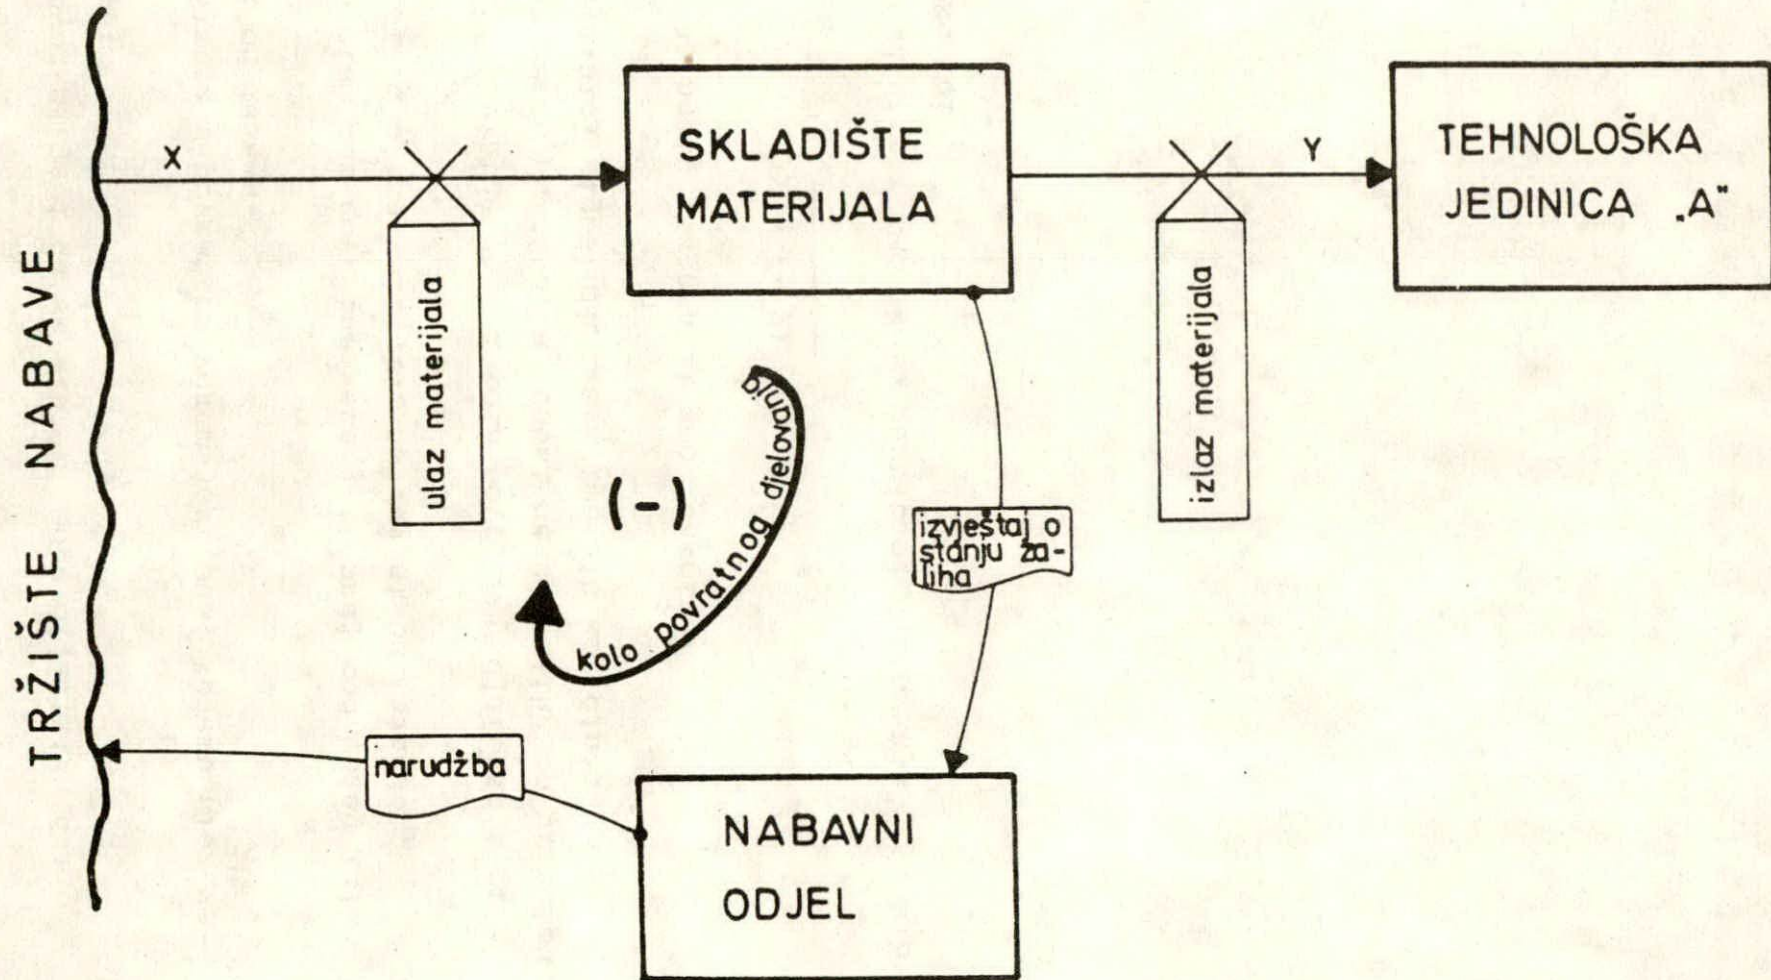 TRŽIŠTE NABAVE
X
ulaz materijala
SKLADIŠTE
MATERIJALA
izlaz materijala
Y
TEHNOLOŠKA
JEDINICA „A"
(-)
kolo povratnog djelovanja
izvještaj o
stanju za-
liha
narudžba
NABAVNI
ODJEL